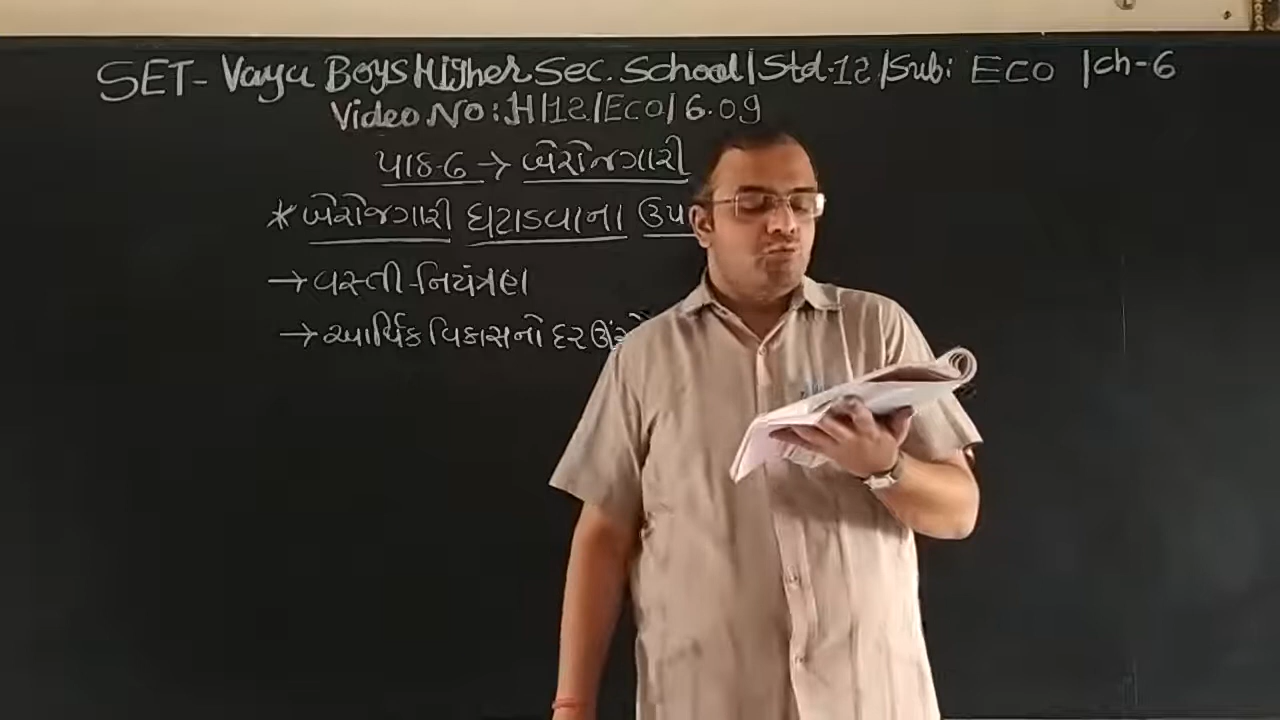 SET- Vaya Boys Higher Sec. School | Std-12 | Sub: Eco | ch-6
Video No: H/12/Eco/6.09
પાઠ-6 → બેરોજગારી
* બેરોજગારી ઘટાડવાના
→ વસ્તી-નિયંત્રણ
→ આર્થિક વિકાસનો દર